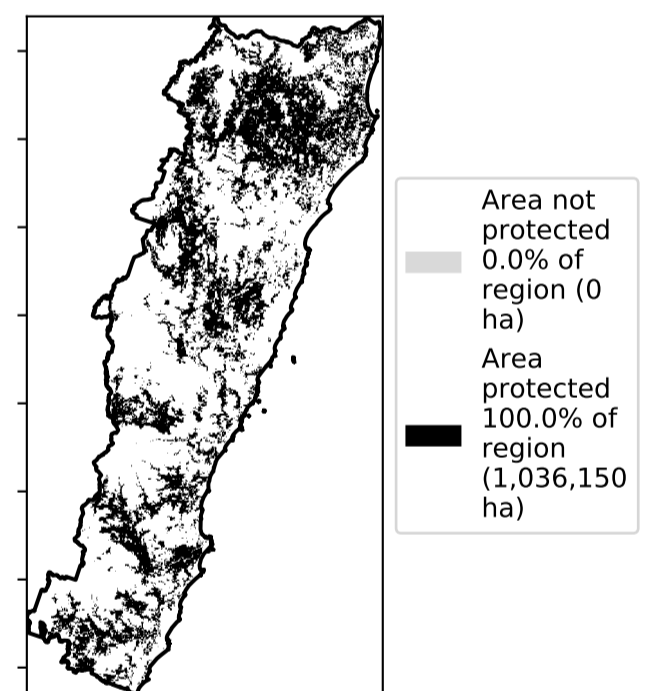 Area not
protected
0.0% of
region (0
ha)
Area
protected
100.0% of
region
(1,036,150
ha)